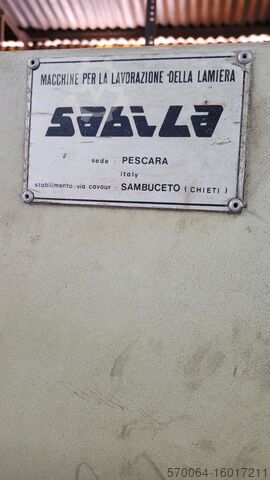 MACCHINE PER LA LAVORAZIONE DELLA LAMIERA
SABILLA
sede : PESCARA
Italy
stabilimento: via cavour - SAMBUCETO ( CHIETI )
570064-16017211